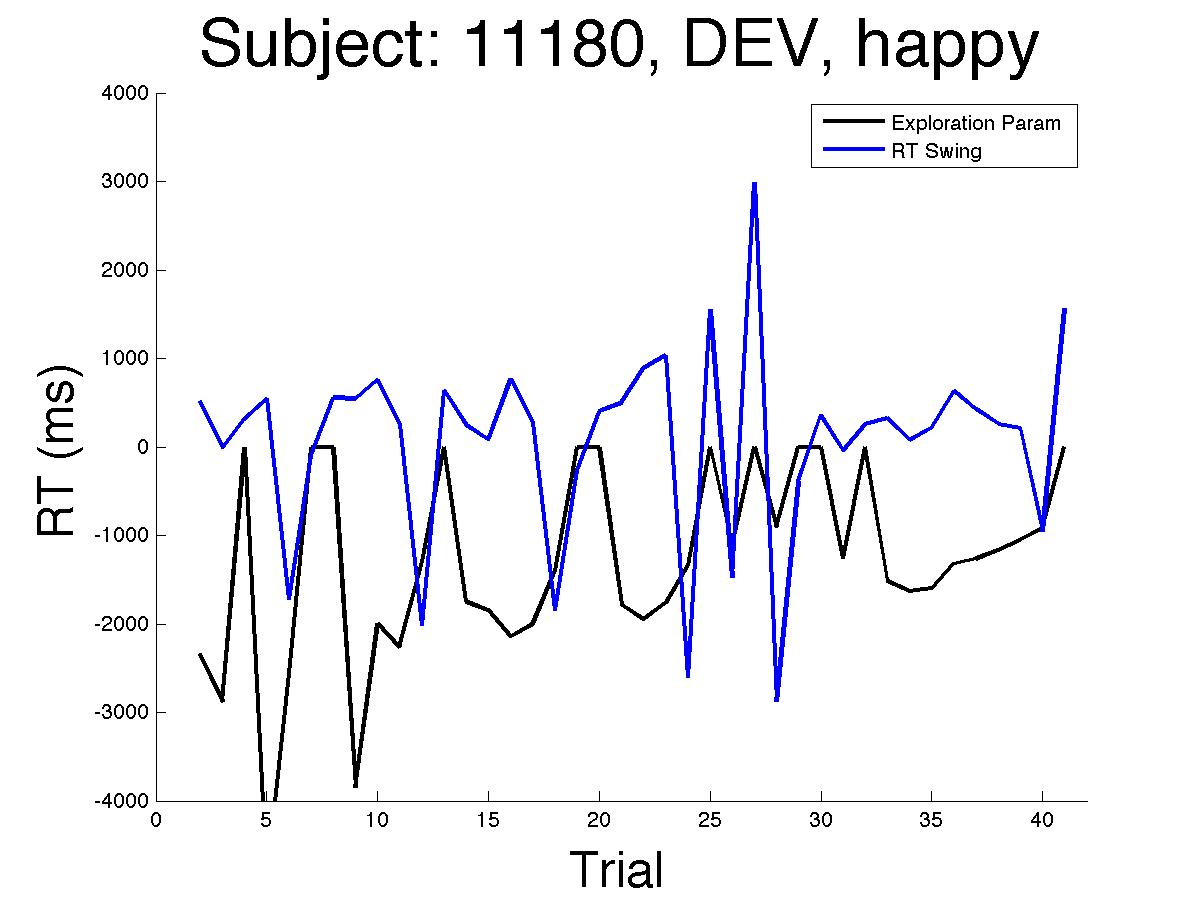 Subject: 11180, DEV, happy
Exploration Param
RT Swing
4000
3000
2000
1000
0
-1000
-2000
-3000
-4000
RT (ms)
0 5 10 15 20 25 30 35 40
Trial